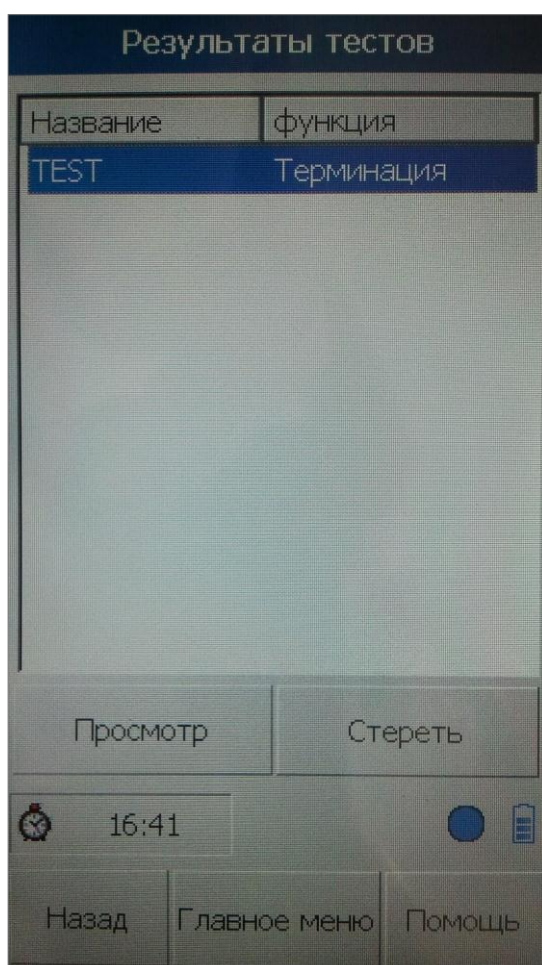 Результаты тестов
Название функция
TEST Терминация
Просмотр Стереть
16:41
Назад Главное меню Помощь